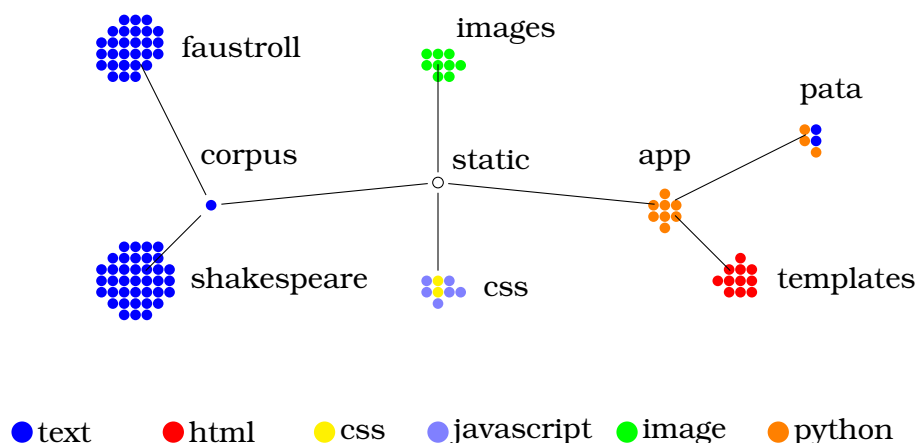 images
faustroll
pata
corpus
static
app
shakespeare
css
templates
text
html
css
javascript
image
python